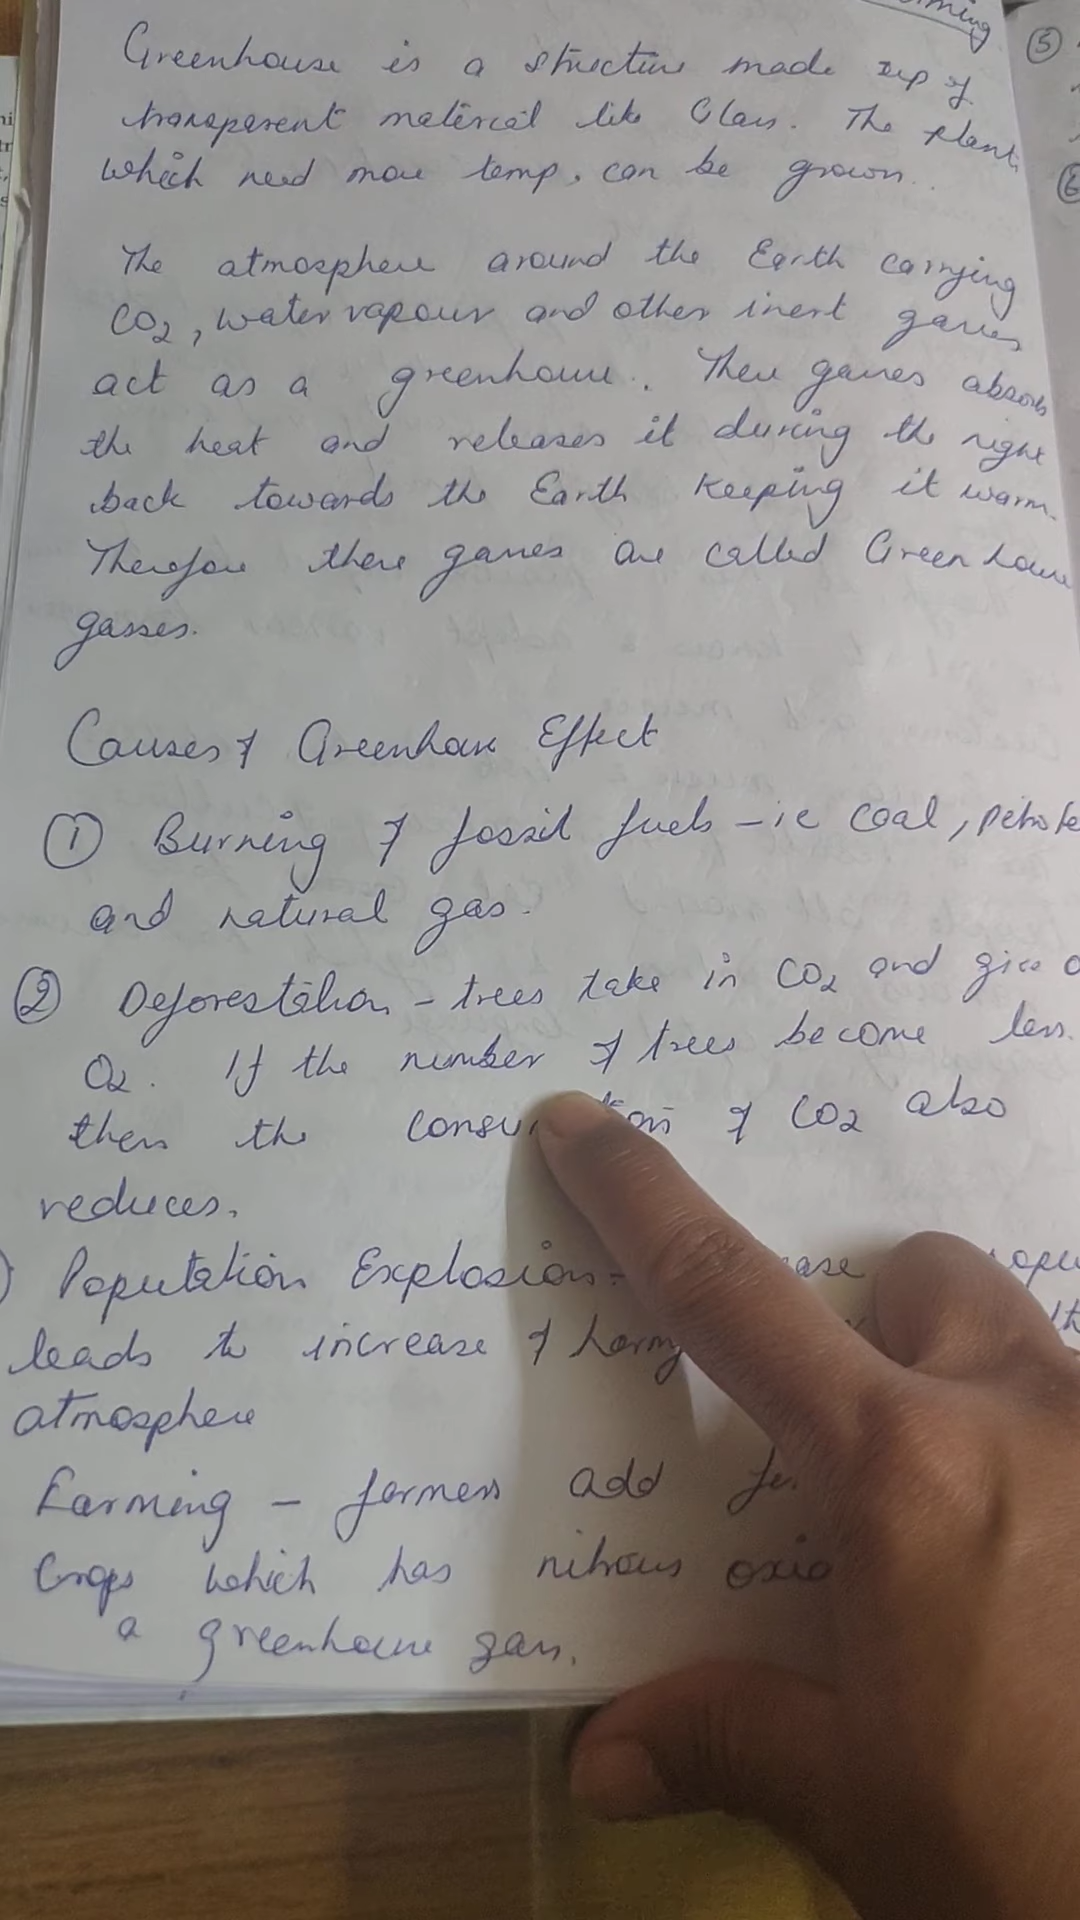 Greenhouse is a structure made up of
transparent material like Glass. The plants
which need more temp. can be grown.
The atmosphere around the Earth carrying
CO2, water vapour and other inert gasses
act as a greenhouse. These gasses absorb
the heat and releases it during the night
back towards the Earth keeping it warm.
Therefore these gasses are called Green house
gasses.
Causes of Greenhouse Effect
① Burning of fossil fuels - ie coal,
and natural gas.
② Deforestation - trees take in CO2 and give
O2. If the number of trees become less
then the of CO2 also
reduces.
Population Explosion -
leads to increase of
atmosphere
Farming - farmers add
Crops which has nitrous
a greenhouse gas.
⑤